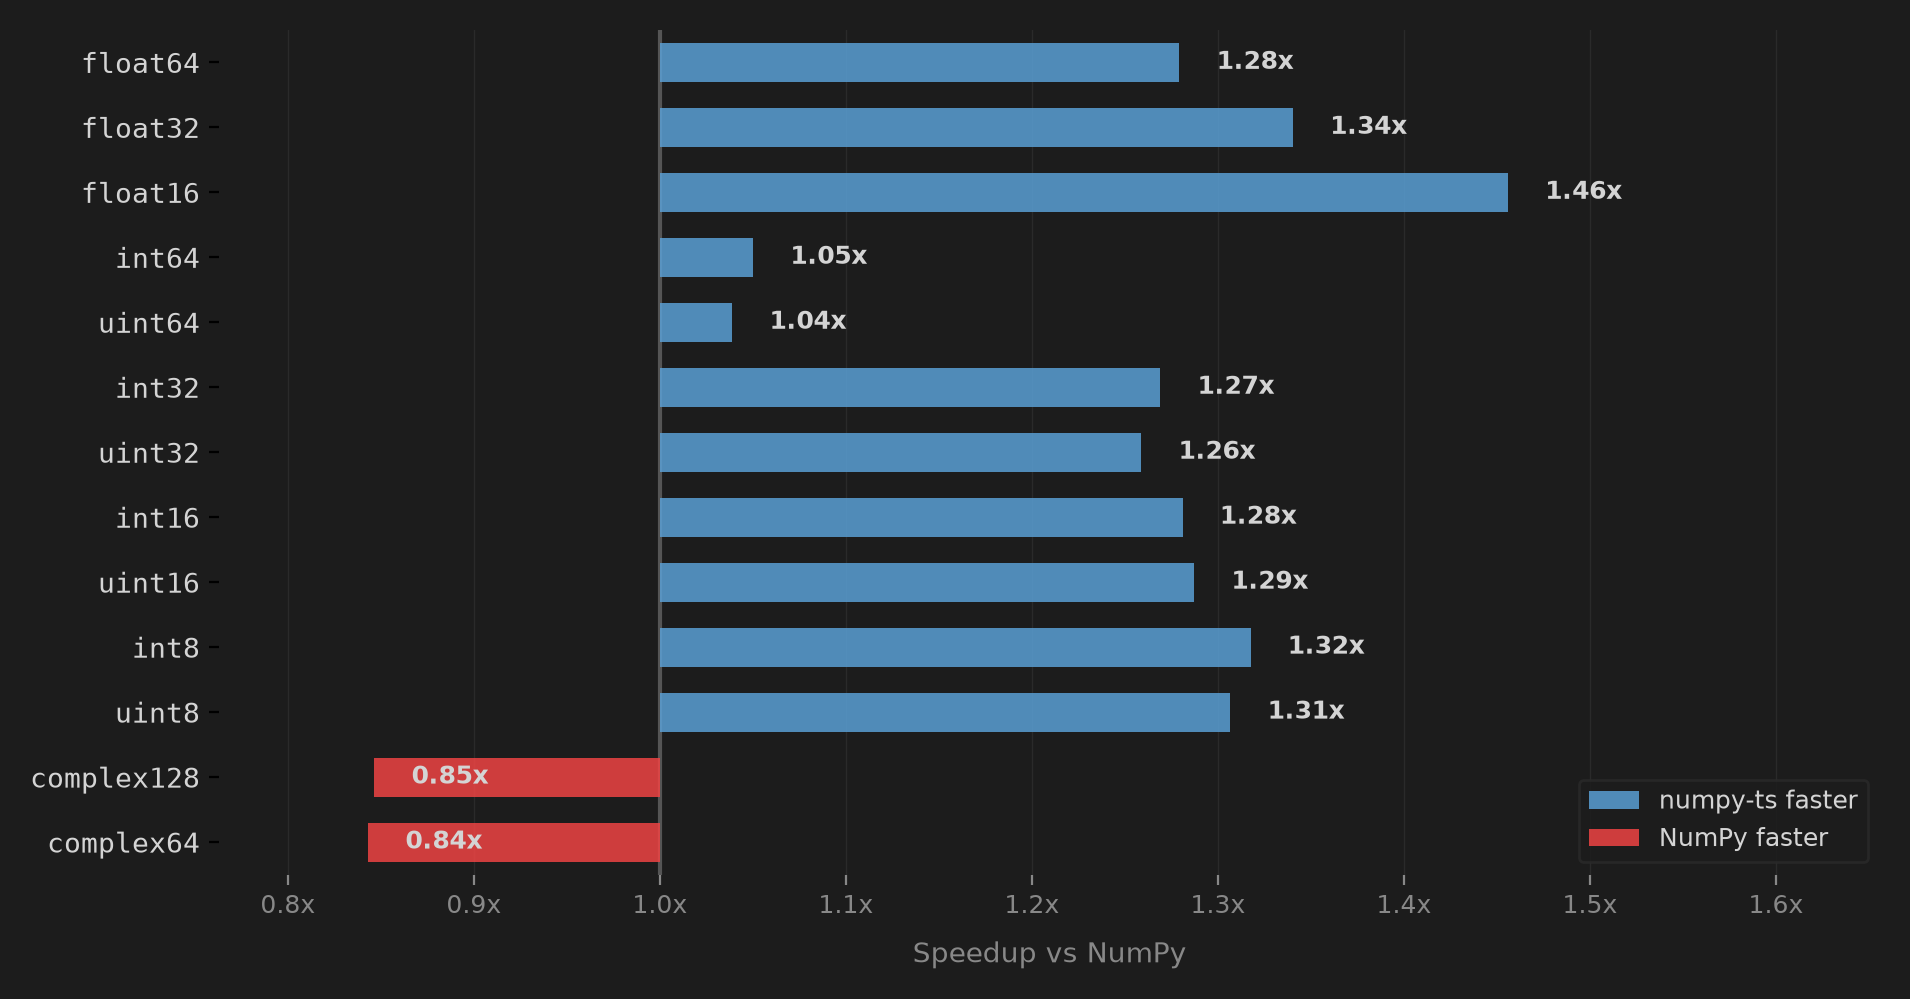 float64 1.28x
float32 1.34x
float16 1.46x
int64 1.05x
uint64 1.04x
int32 1.27x
uint32 1.26x
int16 1.28x
uint16 1.29x
int8 1.32x
uint8 1.31x
complex128 0.85x
complex64 0.84x
numpy-ts faster
NumPy faster
0.8x 0.9x 1.0x 1.1x 1.2x 1.3x 1.4x 1.5x 1.6x
Speedup vs NumPy